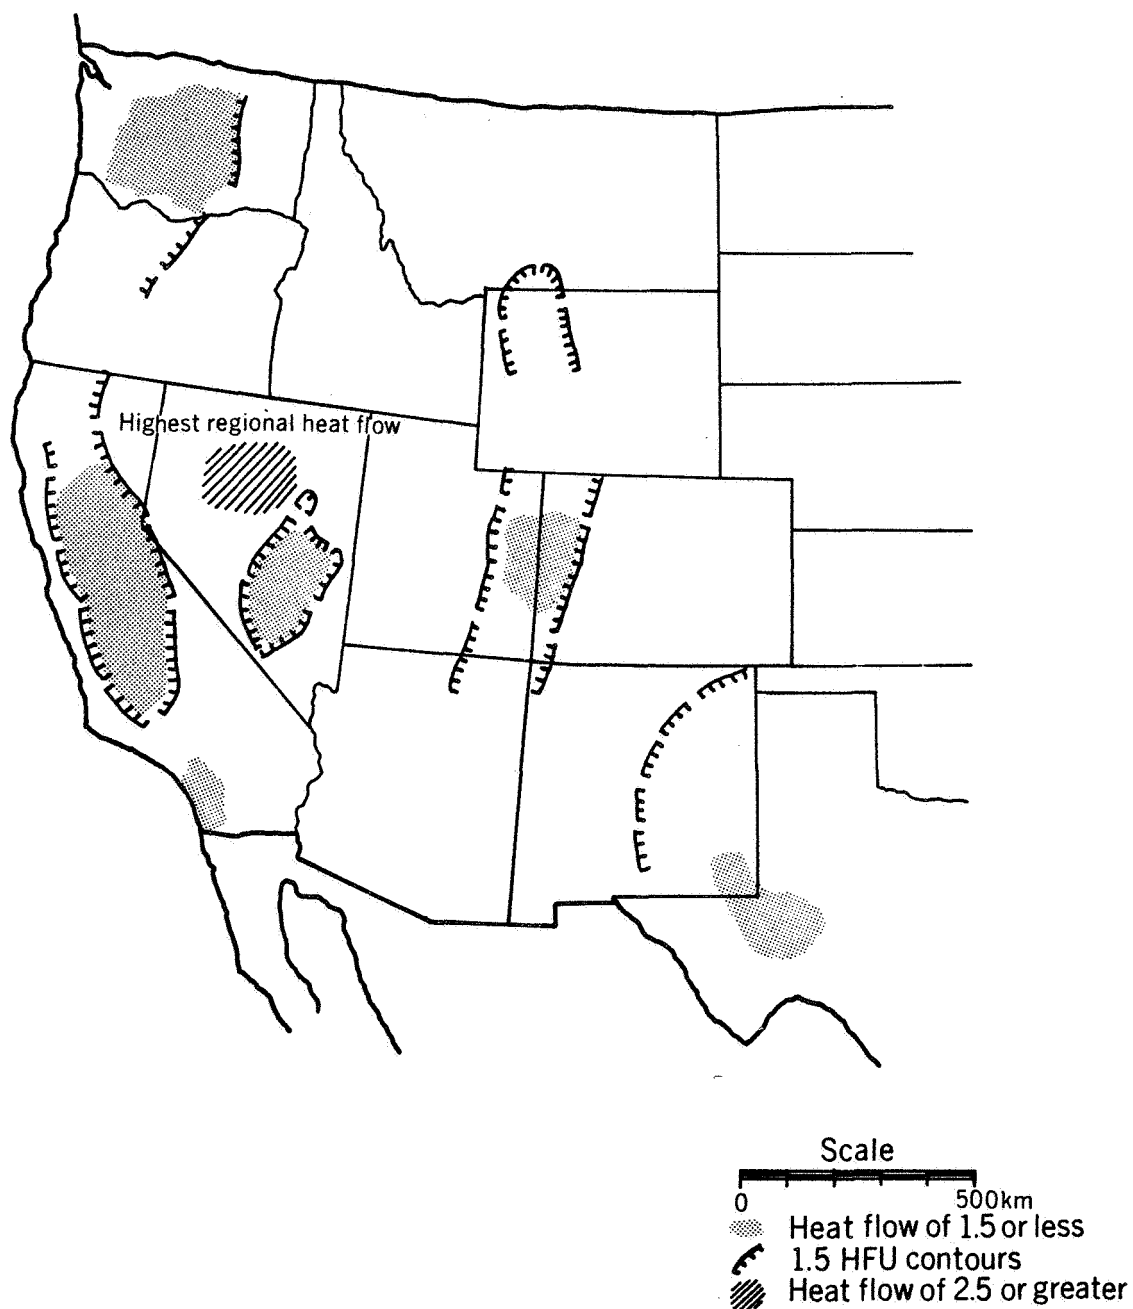 Highest regional heat flow
Scale
0 500km
Heat flow of 1.5 or less
1.5 HFU contours
Heat flow of 2.5 or greater